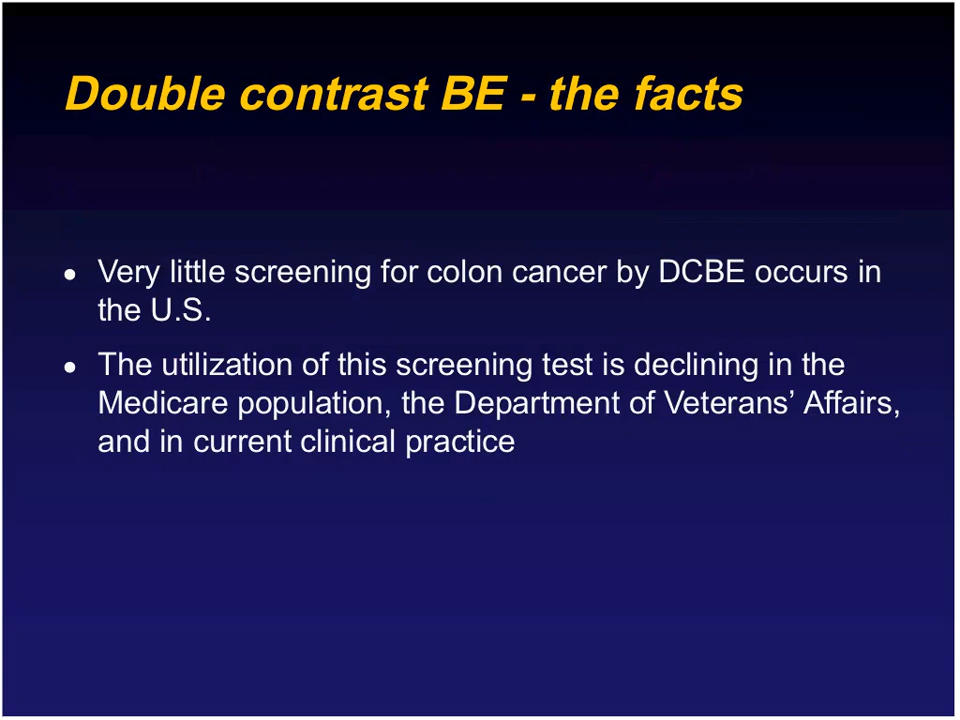 Double contrast BE - the facts
• Very little screening for colon cancer by DCBE occurs in
the U.S.
• The utilization of this screening test is declining in the
Medicare population, the Department of Veterans’ Affairs,
and in current clinical practice